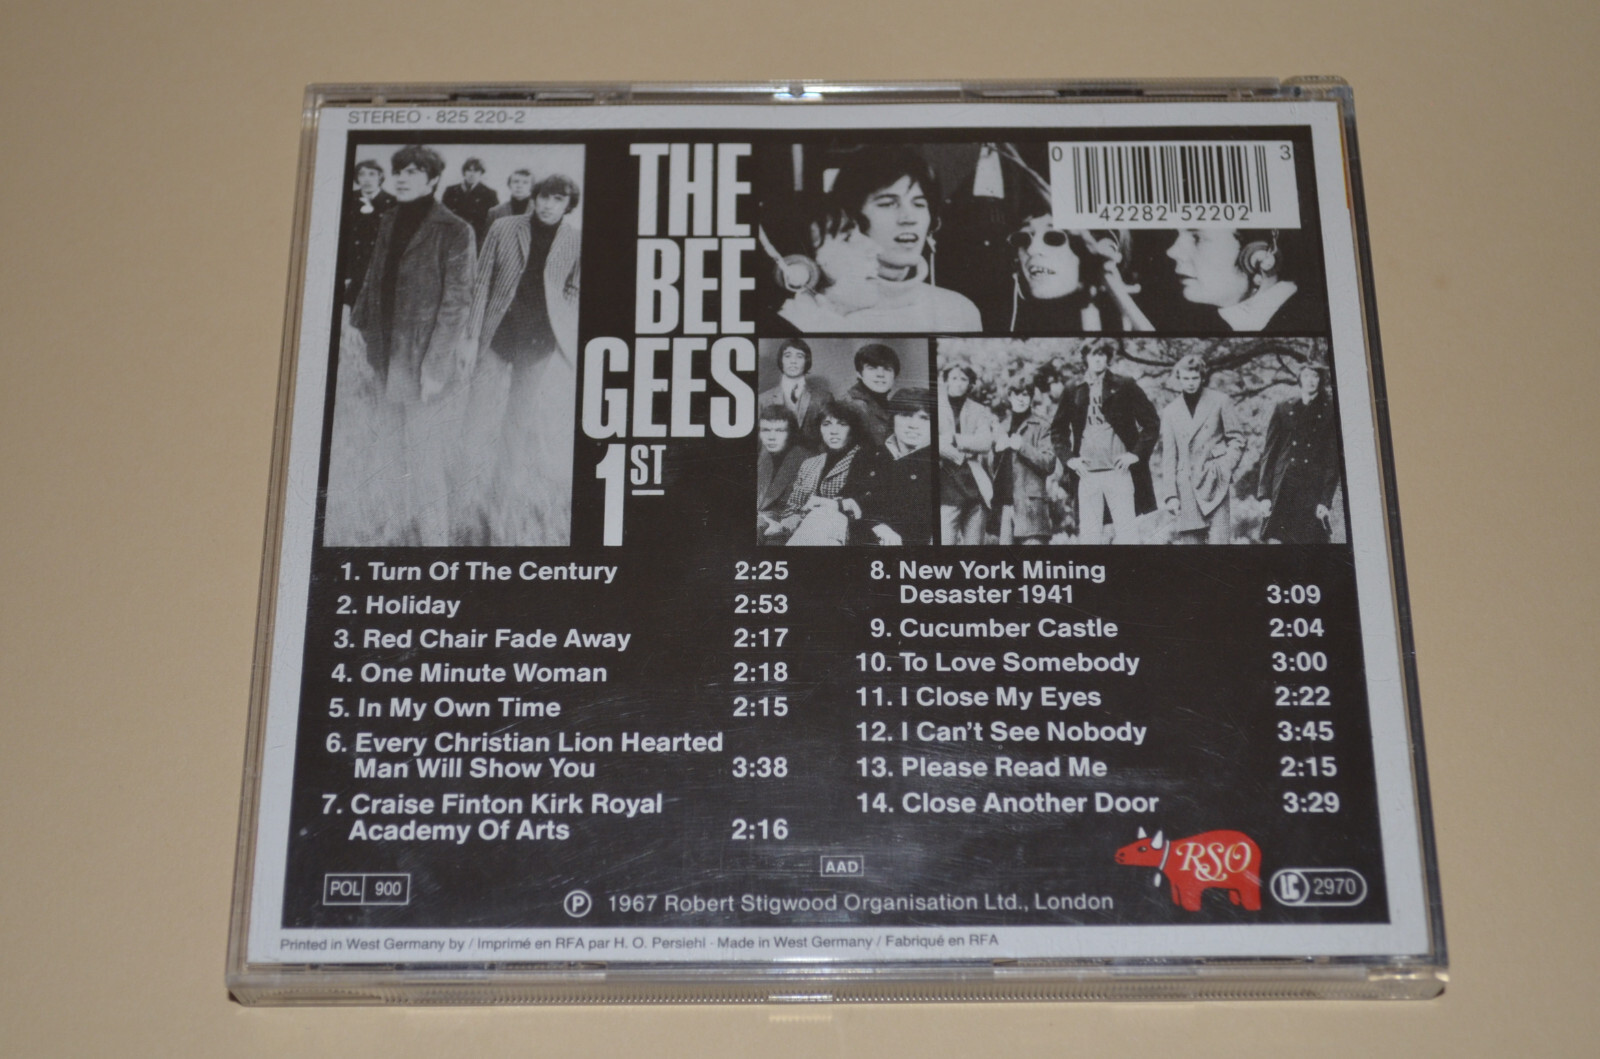 STEREO · 825 220-2
THE
BEE
GEES
1ST
0 42282 52202 3
1. Turn Of The Century 2:25
2. Holiday 2:53
3. Red Chair Fade Away 2:17
4. One Minute Woman 2:18
5. In My Own Time 2:15
6. Every Christian Lion Hearted
Man Will Show You 3:38
7. Craise Finton Kirk Royal
Academy Of Arts 2:16
8. New York Mining
Desaster 1941 3:09
9. Cucumber Castle 2:04
10. To Love Somebody 3:00
11. I Close My Eyes 2:22
12. I Can't See Nobody 3:45
13. Please Read Me 2:15
14. Close Another Door 3:29
RSO
AAD
POL 900
Ⓟ 1967 Robert Stigwood Organisation Ltd., London
LC 2970
Printed in West Germany by / Imprimé en RFA par H. O. Persiehl · Made in West Germany / Fabriqué en RFA